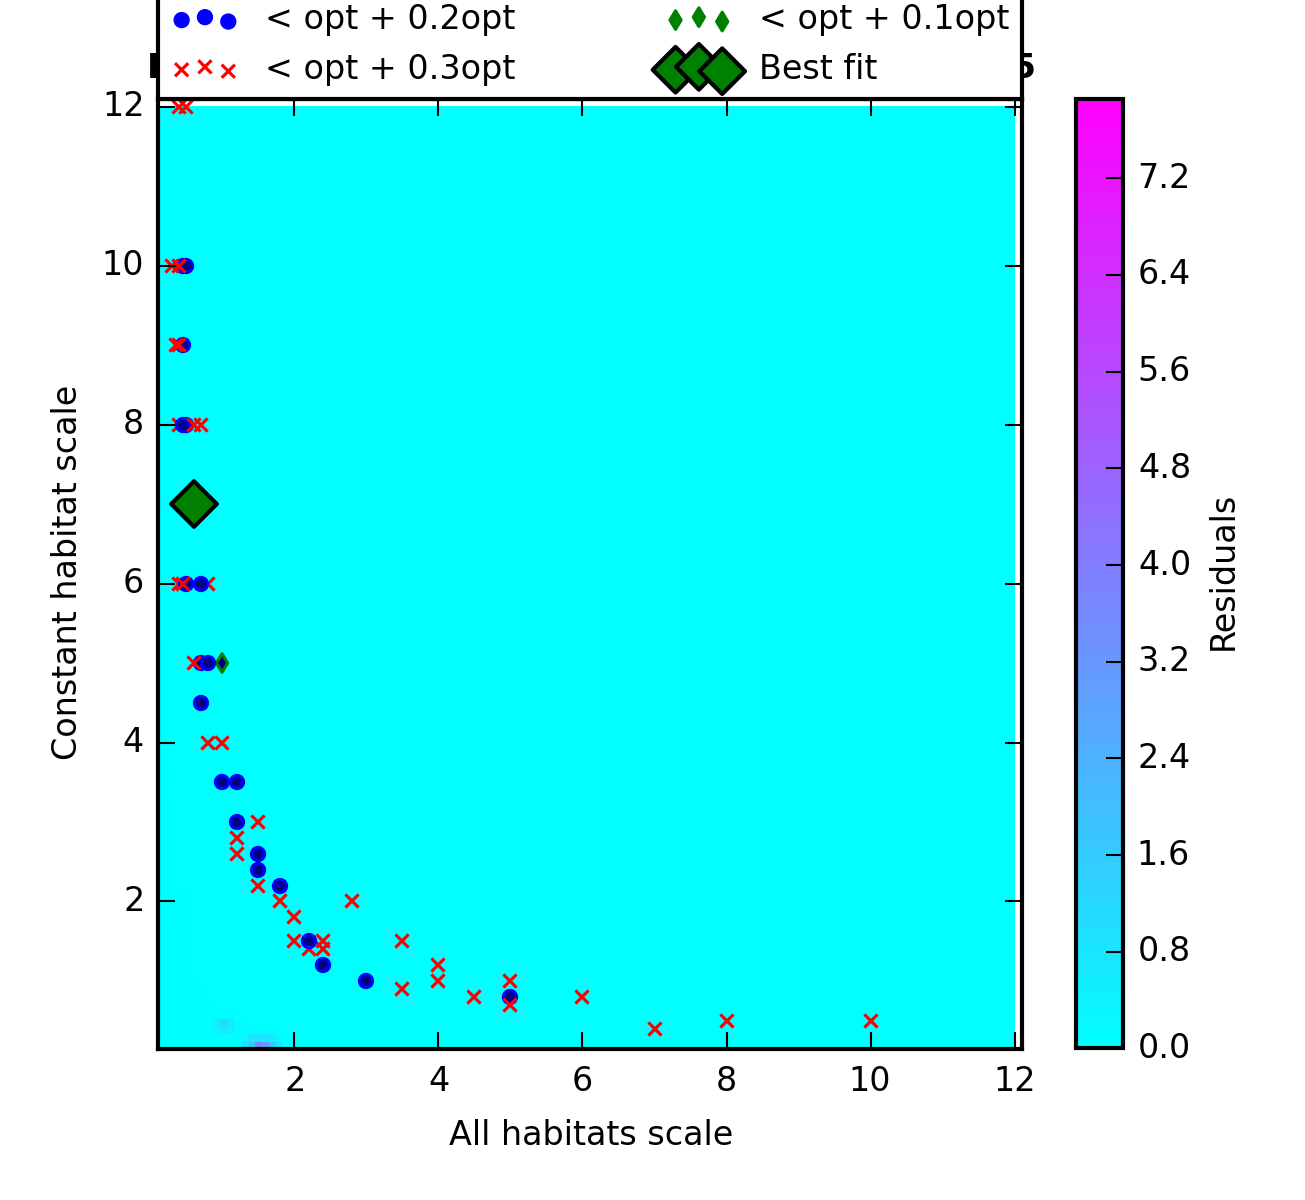 < opt + 0.2opt
< opt + 0.1opt
< opt + 0.3opt
Best fit
5
12
10
8
6
4
2
Constant habitat scale
2 4 6 8 10 12
All habitats scale
7.2
6.4
5.6
4.8
4.0
3.2
2.4
1.6
0.8
0.0
Residuals